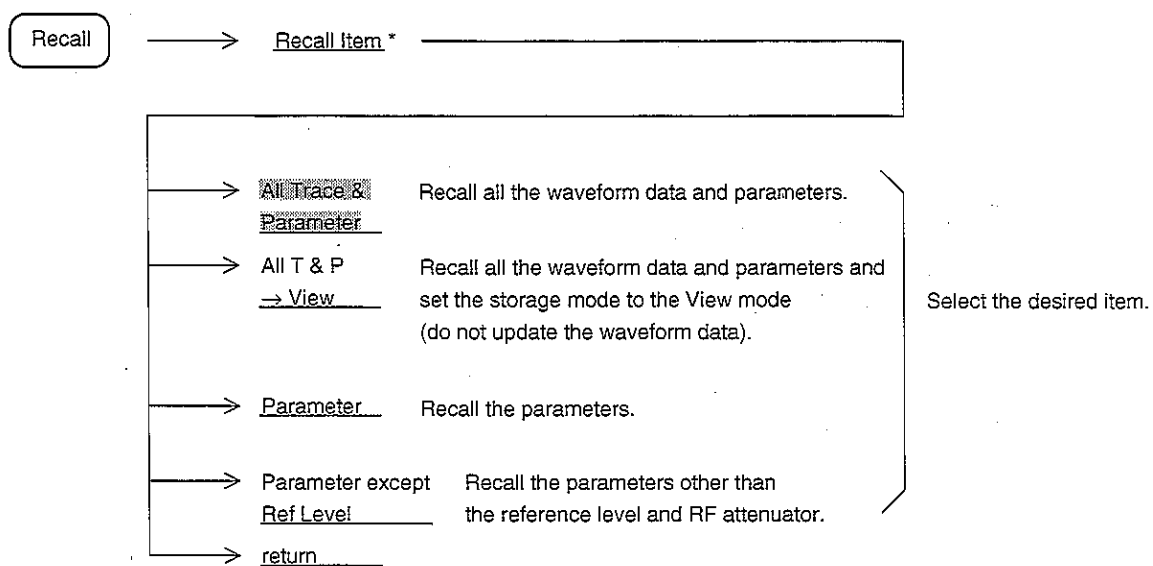 Recall
Recall Item *
All Trace & Recall all the waveform data and parameters.
Parameter
All T & P Recall all the waveform data and parameters and
→ View set the storage mode to the View mode
(do not update the waveform data).
Select the desired item.
Parameter Recall the parameters.
Parameter except Recall the parameters other than
Ref Level the reference level and RF attenuator.
return